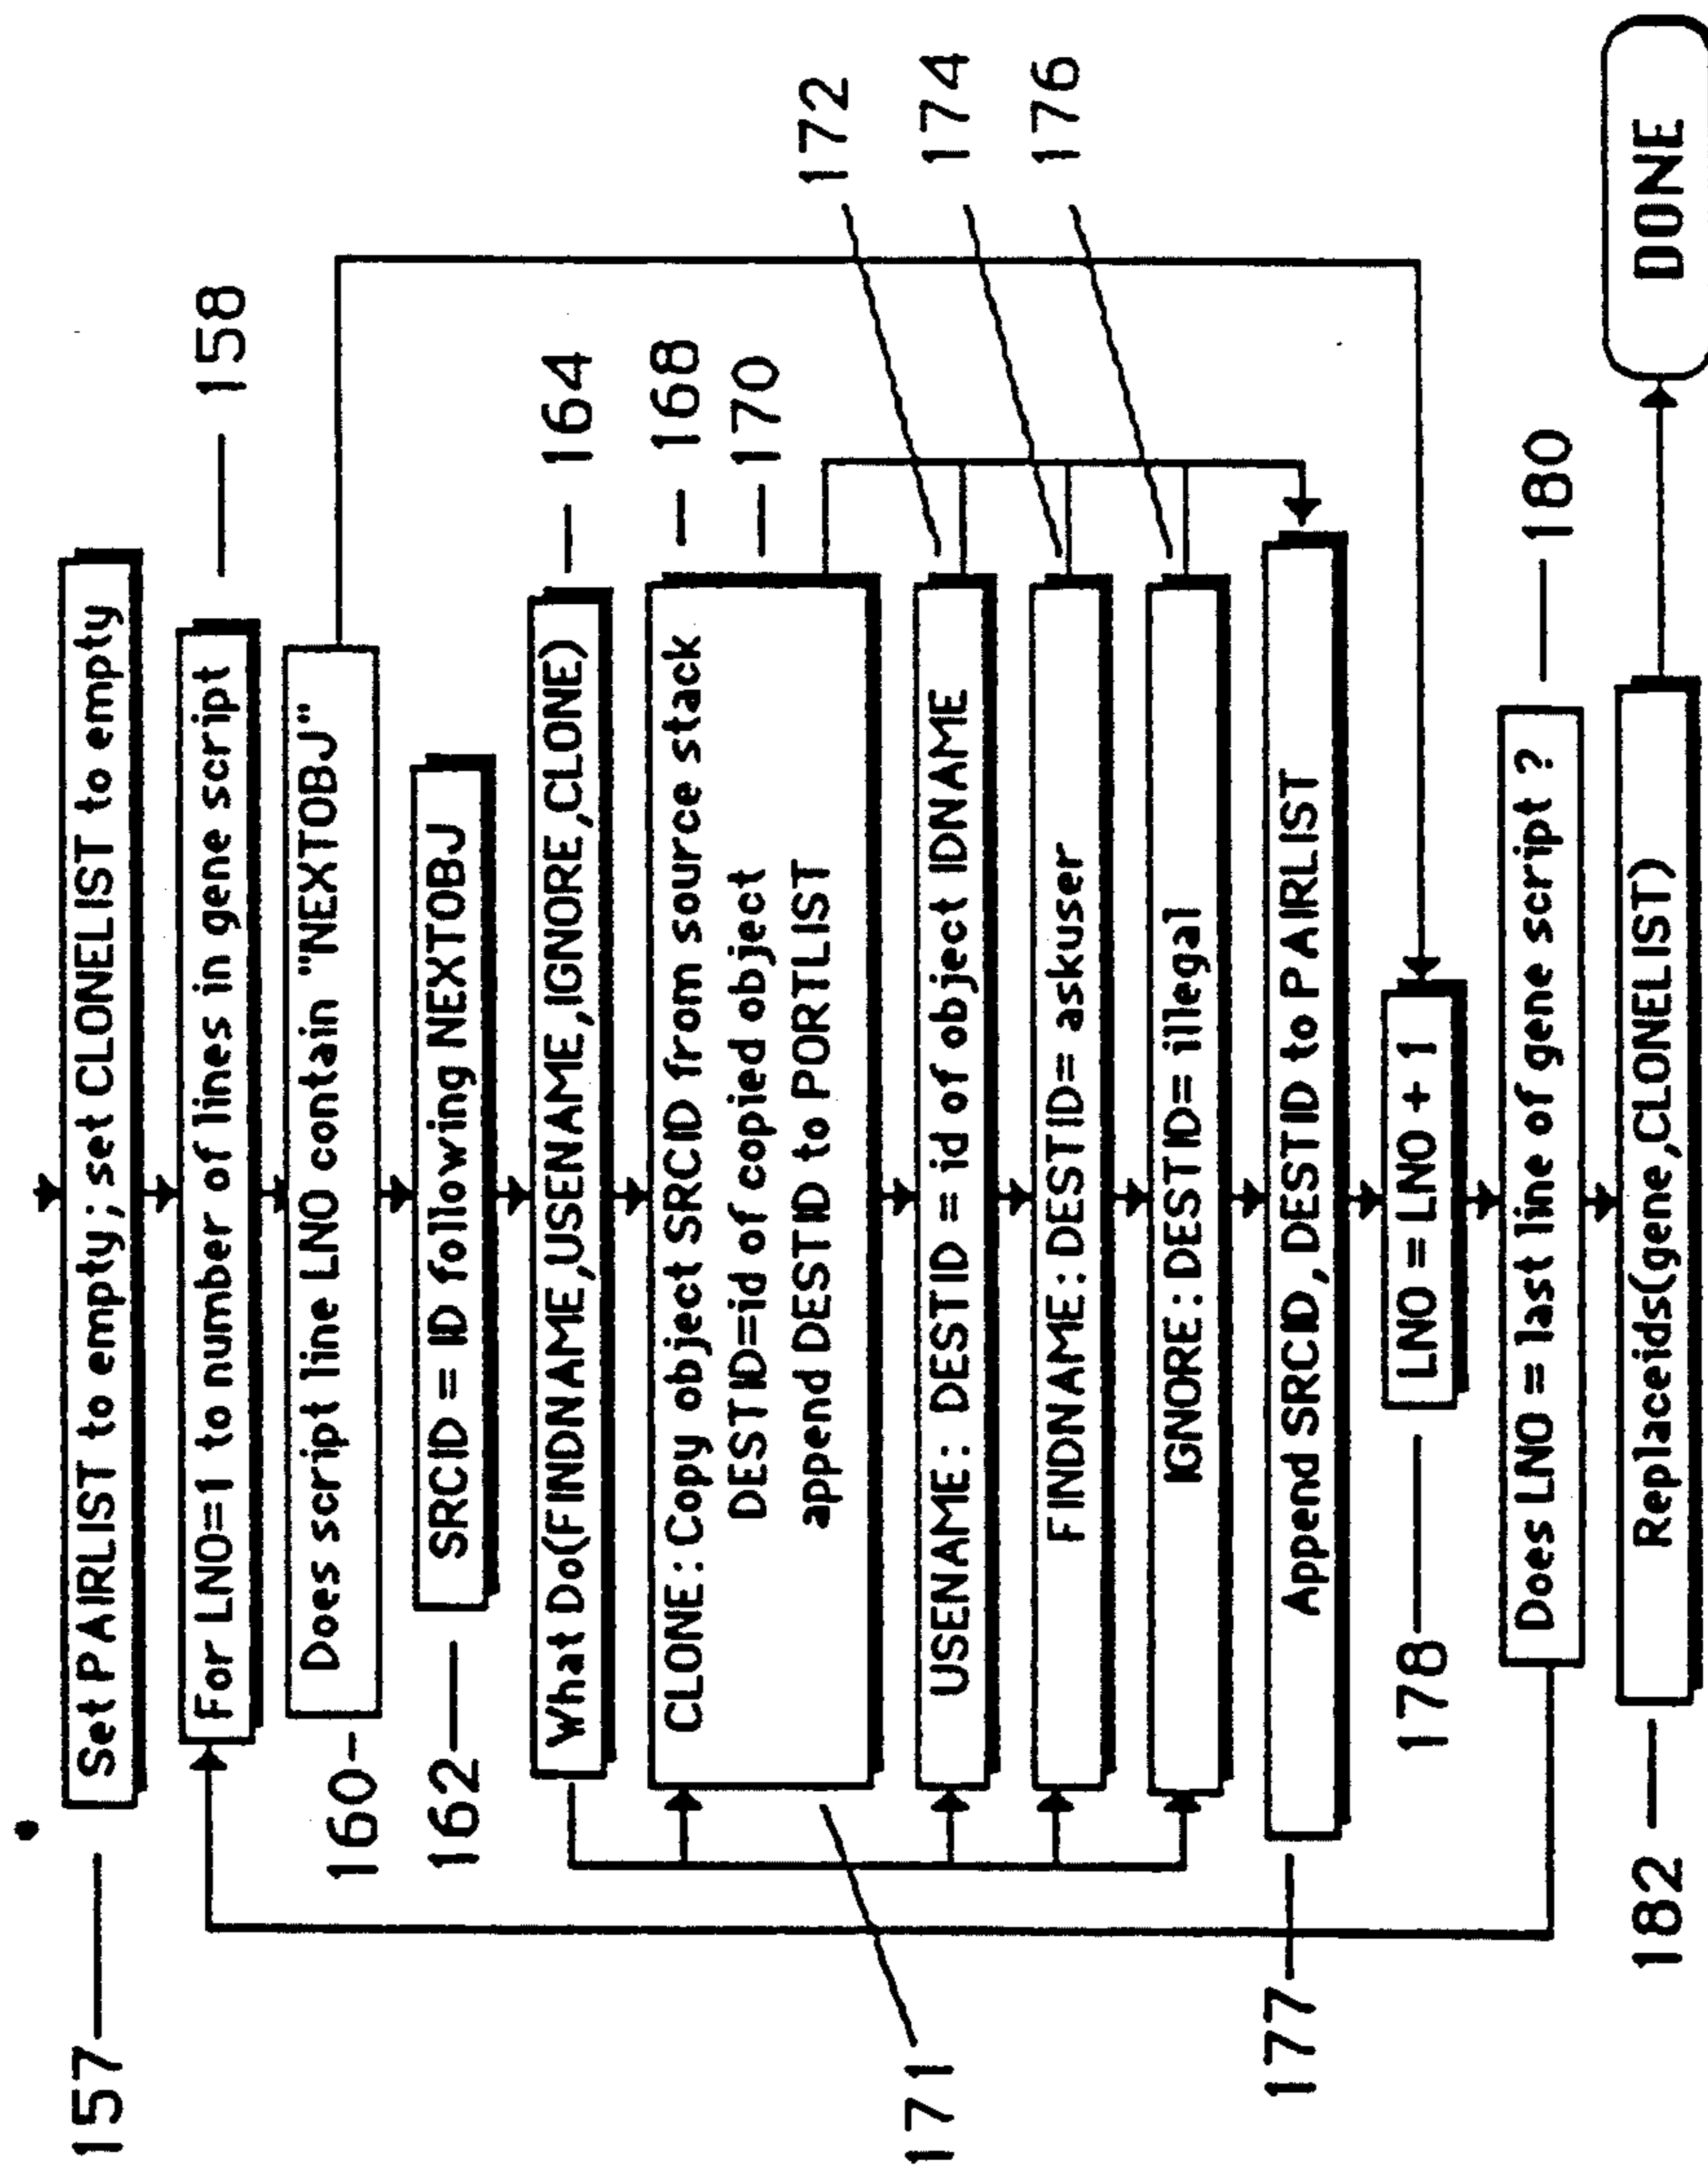 157
Set PAIRLIST to empty; set CLONELIST to empty
For LNO=1 to number of lines in gene script
158
160
Does script line LNO contain "NEXTOBJ"
162
SRCID = ID following NEXTOBJ
What Do(FINDNAME,USENAME,IGNORE,CLONE)
164
CLONE:Copy object SRCID from source stack
168
DESTID=id of copied object
170
append DESTID to PORTLIST
171
USENAME: DESTID = id of object IDNAME
172
FINDNAME: DESTID= askuser
174
IGNORE: DESTID= illegal
176
177
Append SRCID, DESTID to PAIRLIST
178
LNO = LNO + 1
Does LNO = last line of gene script ?
180
182
Replaceids(gene,CLONELIST)
DONE